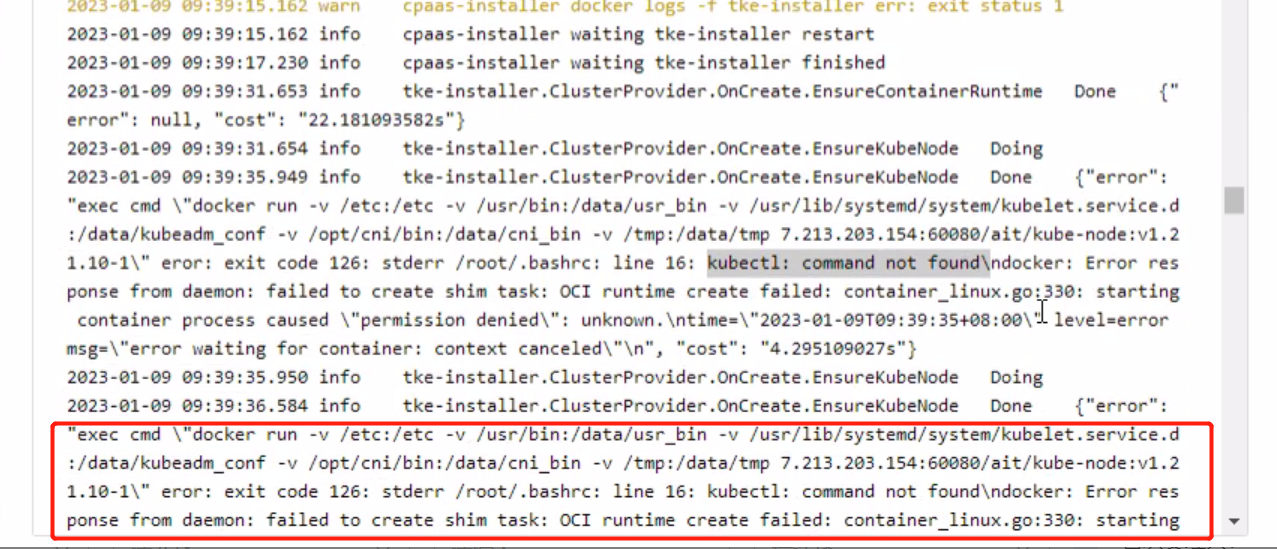 2023-01-09 09:39:15.162 warn    cpaas-installer docker logs -f tke-installer err: exit status 1
2023-01-09 09:39:15.162 info    cpaas-installer waiting tke-installer restart
2023-01-09 09:39:17.230 info    cpaas-installer waiting tke-installer finished
2023-01-09 09:39:31.653 info    tke-installer.ClusterProvider.OnCreate.EnsureContainerRuntime   Done    {"
error": null, "cost": "22.181093582s"}
2023-01-09 09:39:31.654 info    tke-installer.ClusterProvider.OnCreate.EnsureKubeNode   Doing
2023-01-09 09:39:35.949 info    tke-installer.ClusterProvider.OnCreate.EnsureKubeNode   Done    {"error":
"exec cmd \"docker run -v /etc:/etc -v /usr/bin:/data/usr_bin -v /usr/lib/systemd/system/kubelet.service.d
:/data/kubeadm_conf -v /opt/cni/bin:/data/cni_bin -v /tmp:/data/tmp 7.213.203.154:60080/ait/kube-node:v1.2
1.10-1\" eror: exit code 126: stderr /root/.bashrc: line 16: kubectl: command not found\ndocker: Error res
ponse from daemon: failed to create shim task: OCI runtime create failed: container_linux.go:330: starting
container process caused \"permission denied\": unknown.\ntime=\"2023-01-09T09:39:35+08:00\" level=error
msg=\"error waiting for container: context canceled\"\n", "cost": "4.295109027s"}
2023-01-09 09:39:35.950 info    tke-installer.ClusterProvider.OnCreate.EnsureKubeNode   Doing
2023-01-09 09:39:36.584 info    tke-installer.ClusterProvider.OnCreate.EnsureKubeNode   Done    {"error":
"exec cmd \"docker run -v /etc:/etc -v /usr/bin:/data/usr_bin -v /usr/lib/systemd/system/kubelet.service.d
:/data/kubeadm_conf -v /opt/cni/bin:/data/cni_bin -v /tmp:/data/tmp 7.213.203.154:60080/ait/kube-node:v1.2
1.10-1\" eror: exit code 126: stderr /root/.bashrc: line 16: kubectl: command not found\ndocker: Error res
ponse from daemon: failed to create shim task: OCI runtime create failed: container_linux.go:330: starting